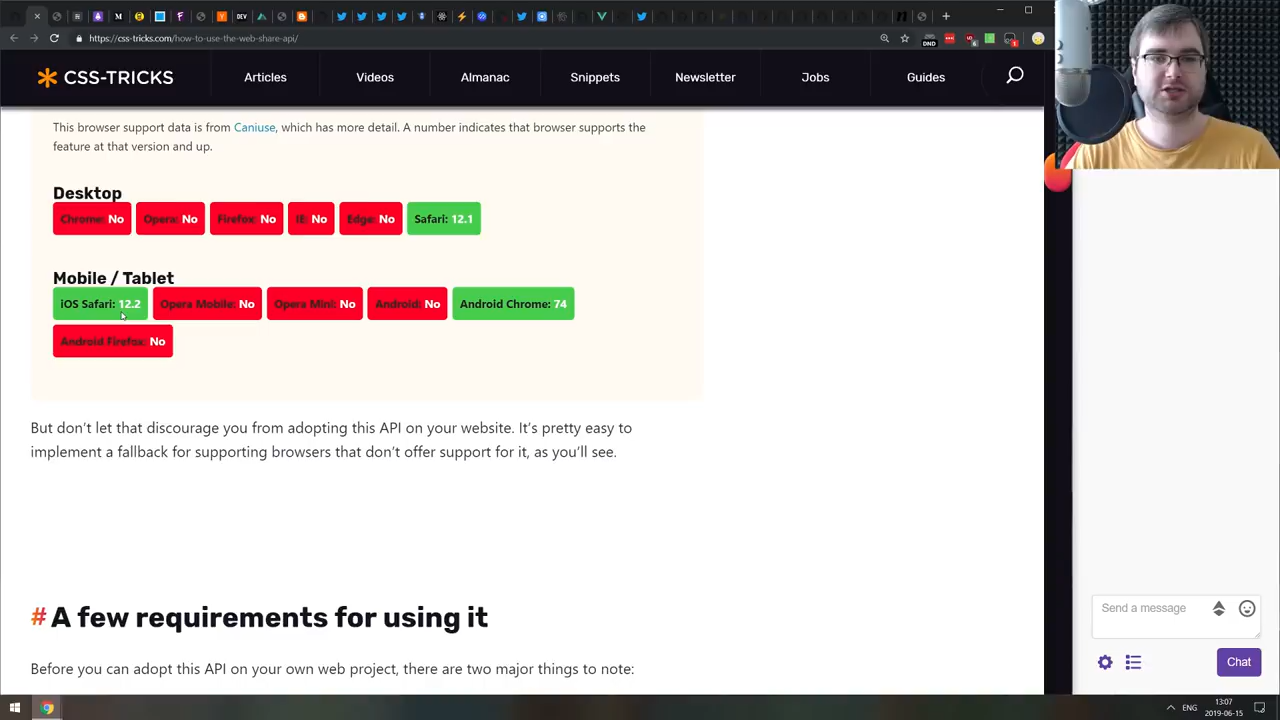 https://css-tricks.com/how-to-use-the-web-share-api/
DND
CSS-TRICKS
Articles
Videos
Almanac
Snippets
Newsletter
Jobs
Guides
This browser support data is from Caniuse, which has more detail. A number indicates that browser supports the
feature at that version and up.
Desktop
Chrome: No
Opera: No
Firefox: No
IE: No
Edge: No
Safari: 12.1
Mobile / Tablet
iOS Safari: 12.2
Opera Mobile: No
Opera Mini: No
Android: No
Android Chrome: 74
Android Firefox: No
But don’t let that discourage you from adopting this API on your website. It’s pretty easy to
implement a fallback for supporting browsers that don’t offer support for it, as you’ll see.
# A few requirements for using it
Before you can adopt this API on your own web project, there are two major things to note:
Send a message
Chat
ENG
13:07
2019-06-15